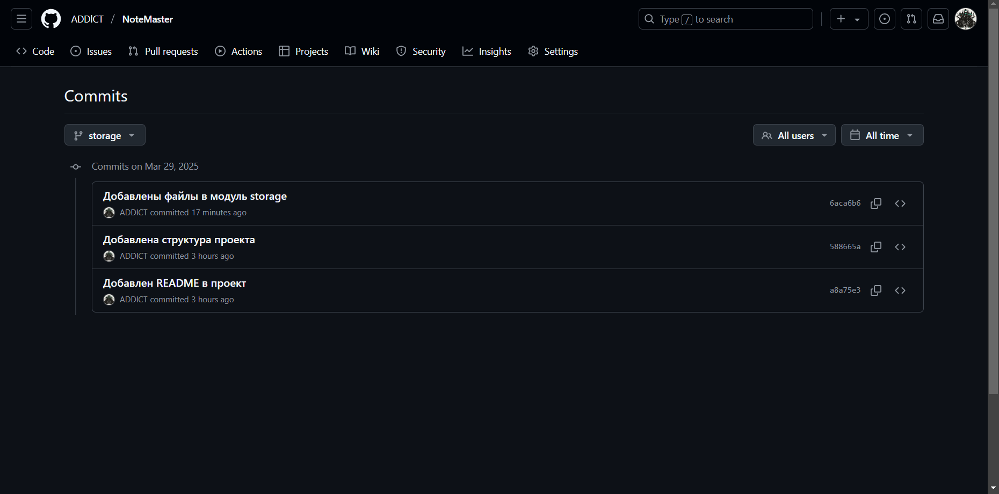 ADDICT / NoteMaster
Type / to search
Code Issues Pull requests Actions Projects Wiki Security Insights Settings
Commits
storage All users All time
Commits on Mar 29, 2025
Добавлены файлы в модуль storage
ADDICT committed 17 minutes ago
6aca6b6
Добавлена структура проекта
ADDICT committed 3 hours ago
588665a
Добавлен README в проект
ADDICT committed 3 hours ago
a8a75e3